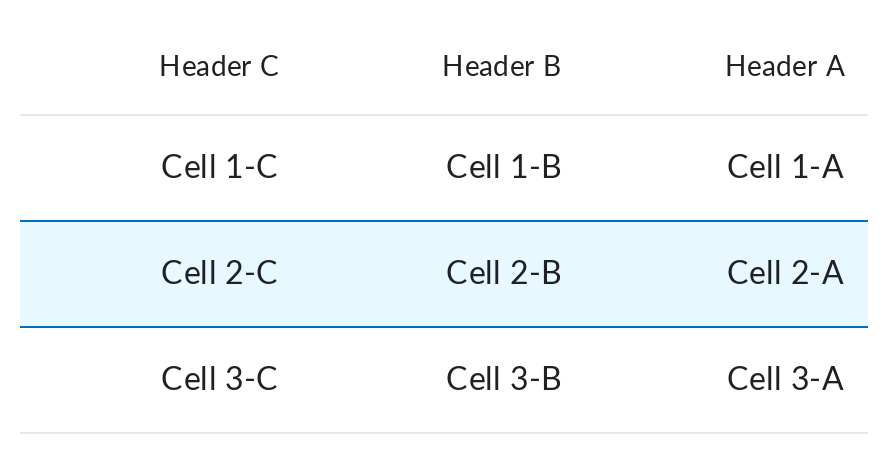 Header C Header B Header A
Cell 1-C Cell 1-B Cell 1-A
Cell 2-C Cell 2-B Cell 2-A
Cell 3-C Cell 3-B Cell 3-A